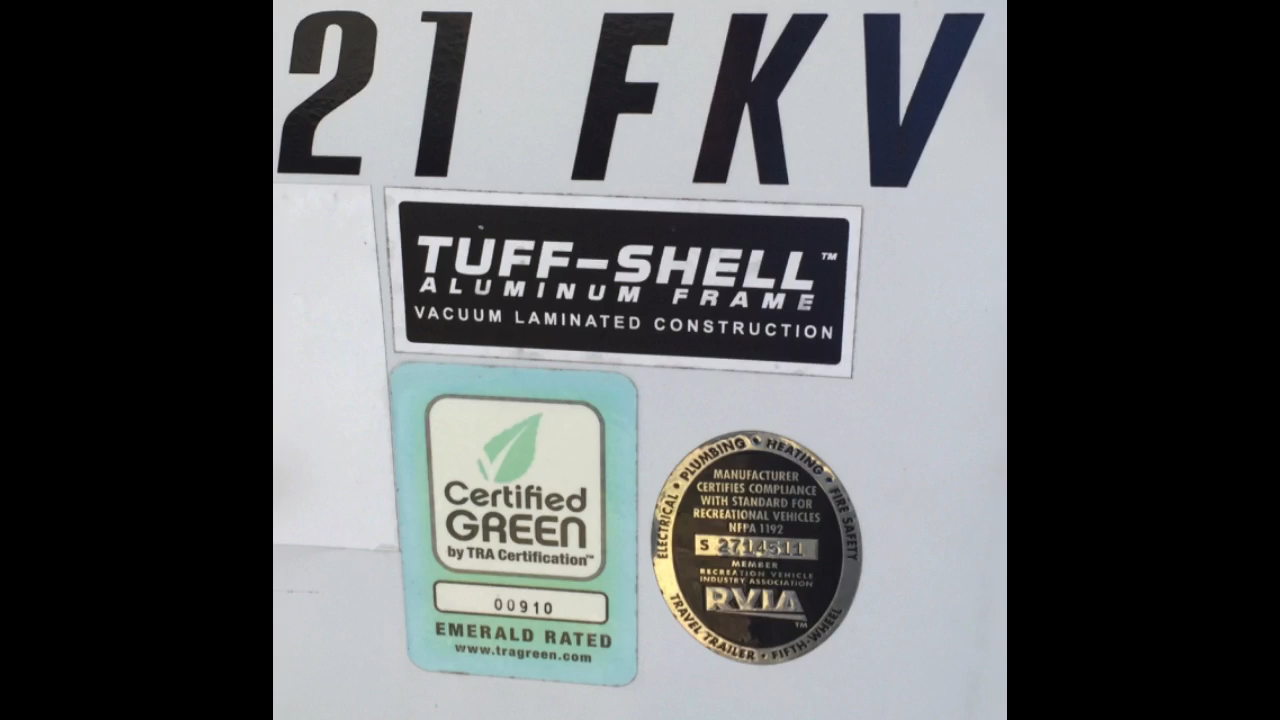 21 FKV
TUFF-SHELL™
ALUMINUM FRAME
VACUUM LAMINATED CONSTRUCTION
Certified
GREEN
by TRA Certification™
00910
EMERALD RATED
www.tragreen.com
ELECTRICAL • PLUMBING • HEATING • FIRE SAFETY
MANUFACTURER
CERTIFIES COMPLIANCE
WITH STANDARD FOR
RECREATIONAL VEHICLES
NFPA 1192
S 2714511
MEMBER
RECREATION VEHICLE
INDUSTRY ASSOCIATION
RVIA™
TRAVEL TRAILER • FIFTH-WHEEL